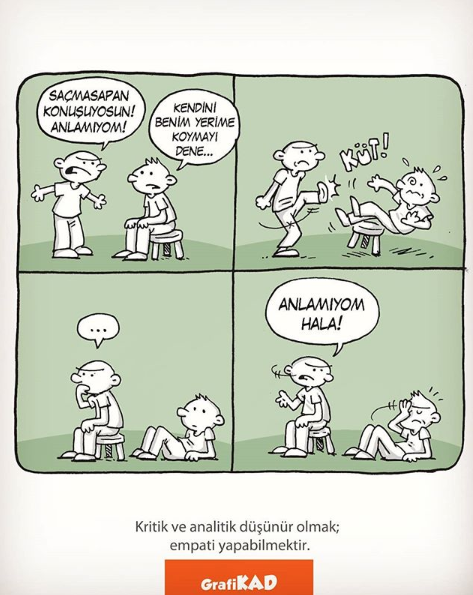 SAÇMASAPAN
KONUŞUYOSUN!
ANLAMIYOM!
KENDİNİ
BENİM YERİME
KOYMAYI
DENE...
KÜT!
...
ANLAMIYOM
HALA!
Kritik ve analitik düşünür olmak;
empati yapabilmektir.
GrafiKAD